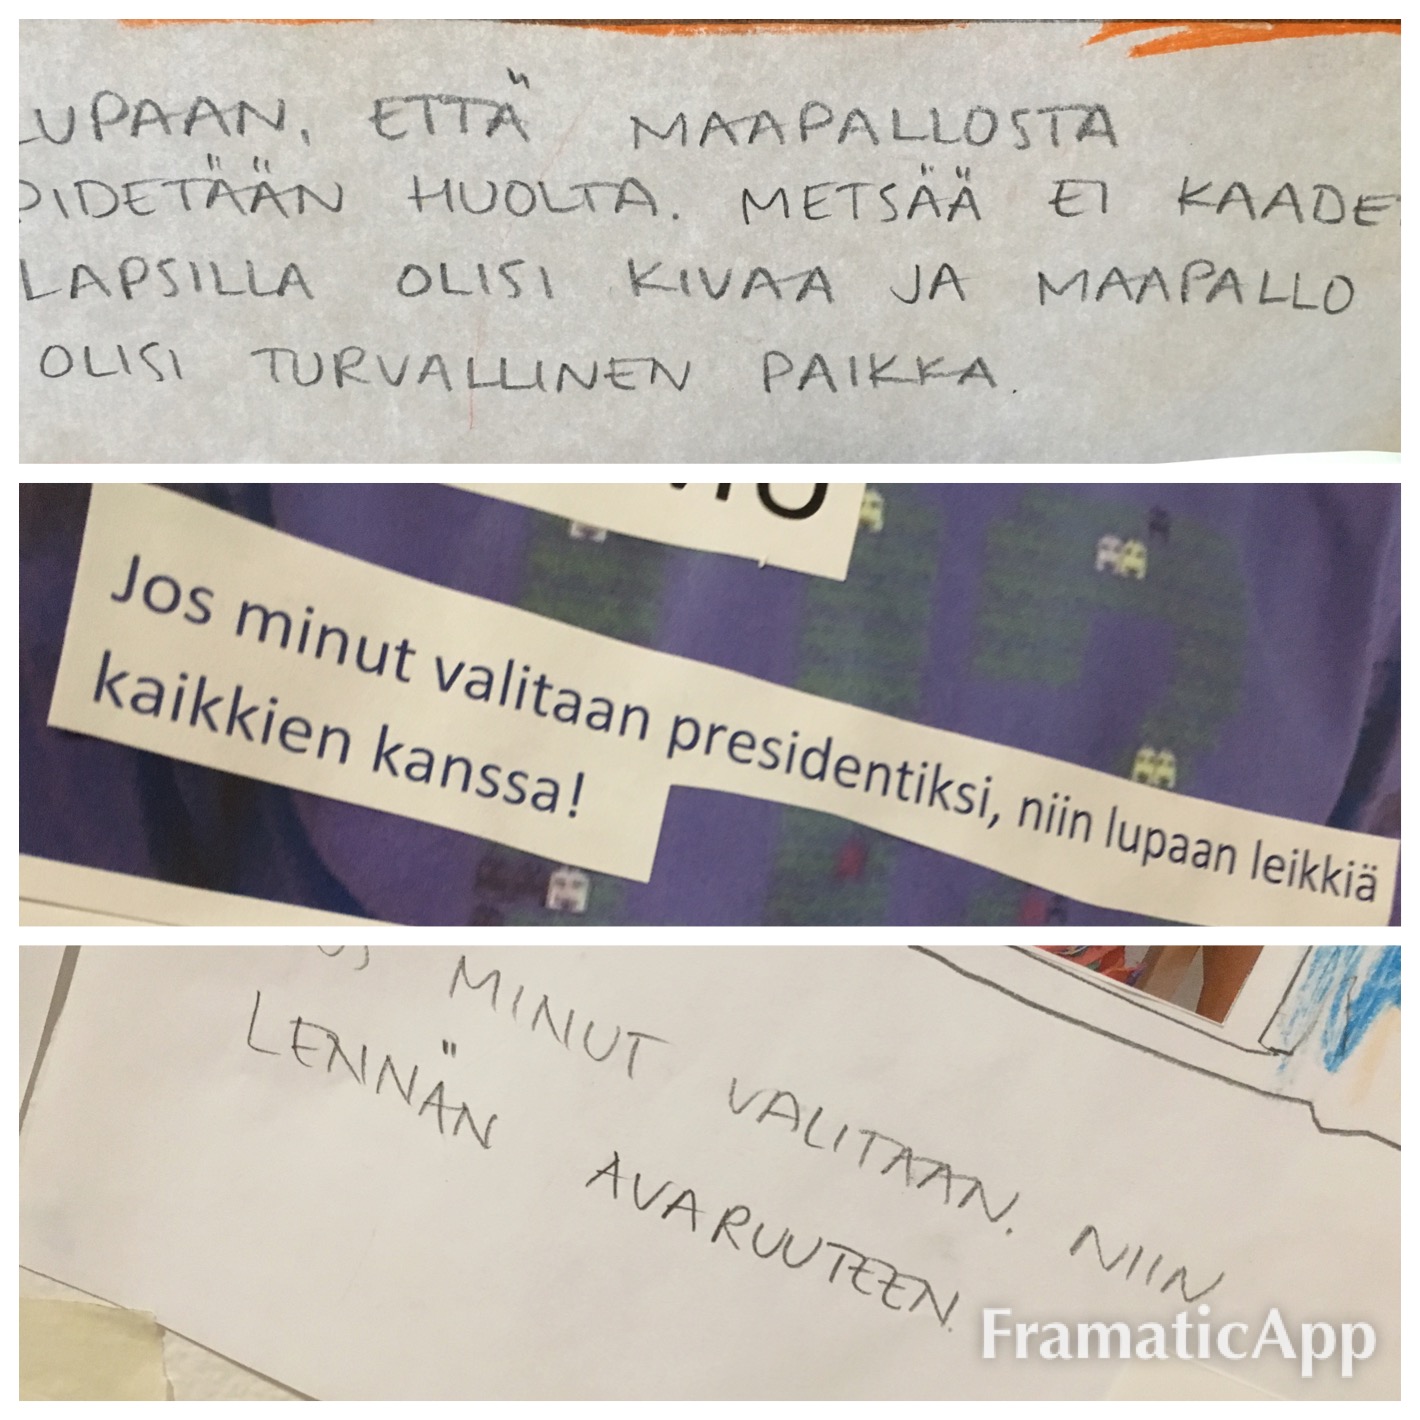 LUPAAN, ETTÄ MAAPALLOSTA
PIDETÄÄN HUOLTA. METSÄÄ EI
LAPSILLA OLISI KIVAA JA MAAPALLO
OLISI TURVALLINEN PAIKKA.
Jos minut valitaan presidentiksi, niin lupaan leikkiä
kaikkien kanssa!
MINUT VALITAAN. NIIN
LENNÄN AVARUUTEEN.
FramaticApp